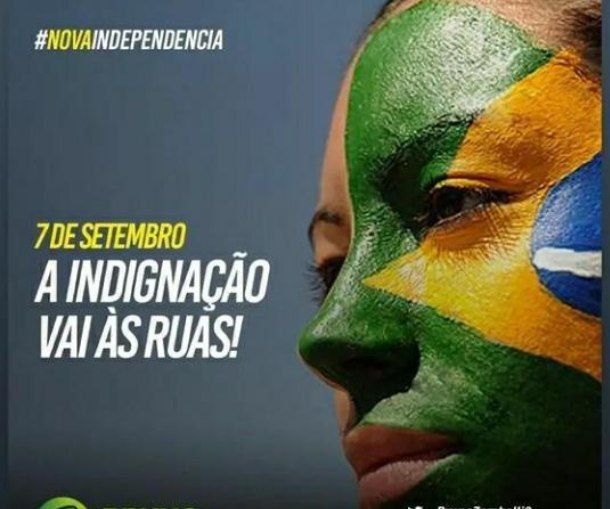 #NOVAINDEPENDENCIA
7 DE SETEMBRO
A INDIGNAÇÃO
VAI ÀS RUAS!